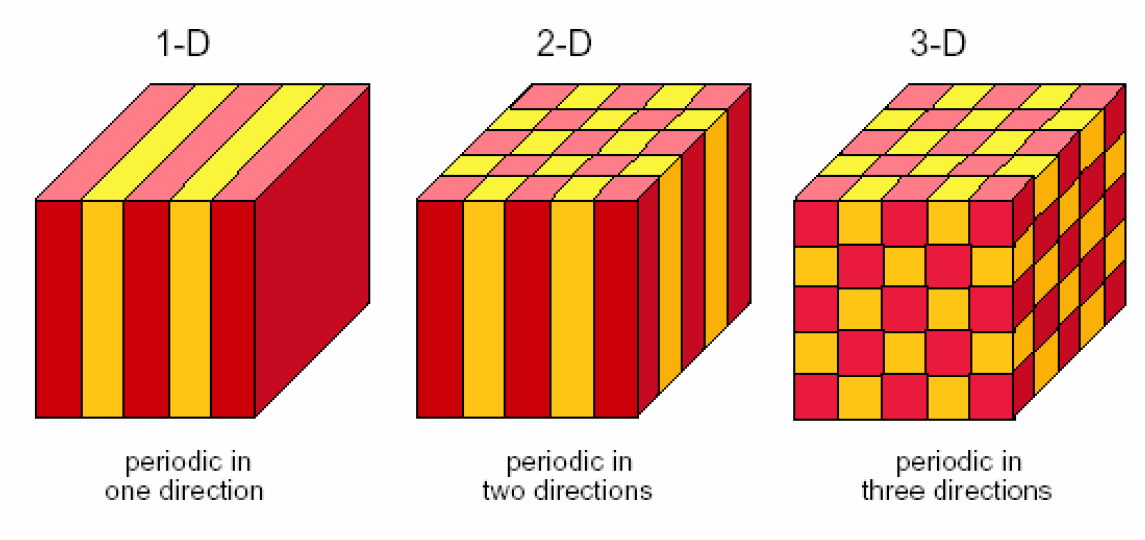 1-D
2-D
3-D
periodic in
one direction
periodic in
two directions
periodic in
three directions